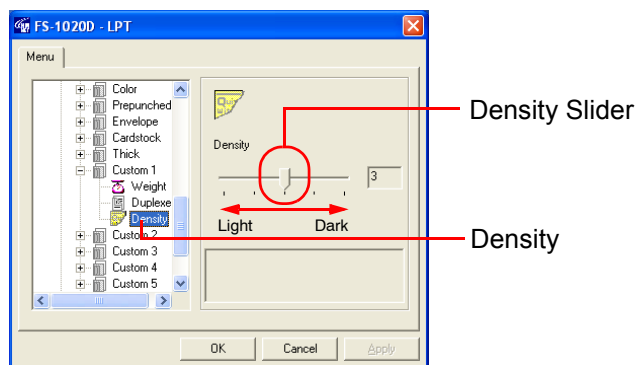 FS-1020D - LPT
Menu
Color
Prepunched
Envelope
Cardstock
Thick
Custom 1
Weight
Duplexe
Density
Custom 2
Custom 3
Custom 4
Custom 5
Density
3
Light Dark
OK Cancel Apply
Density Slider
Density